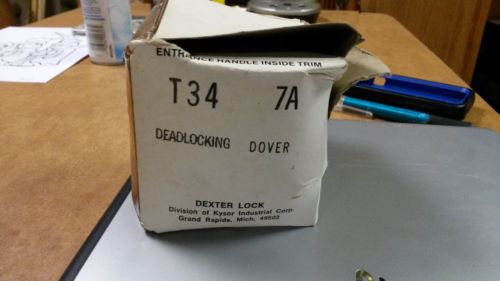 ENTRANCE HANDLE INSIDE TRIM
T34 7A
DEADLOCKING DOVER
DEXTER LOCK
Division of Kysor Industrial Corp.
Grand Rapids, Mich. 49502